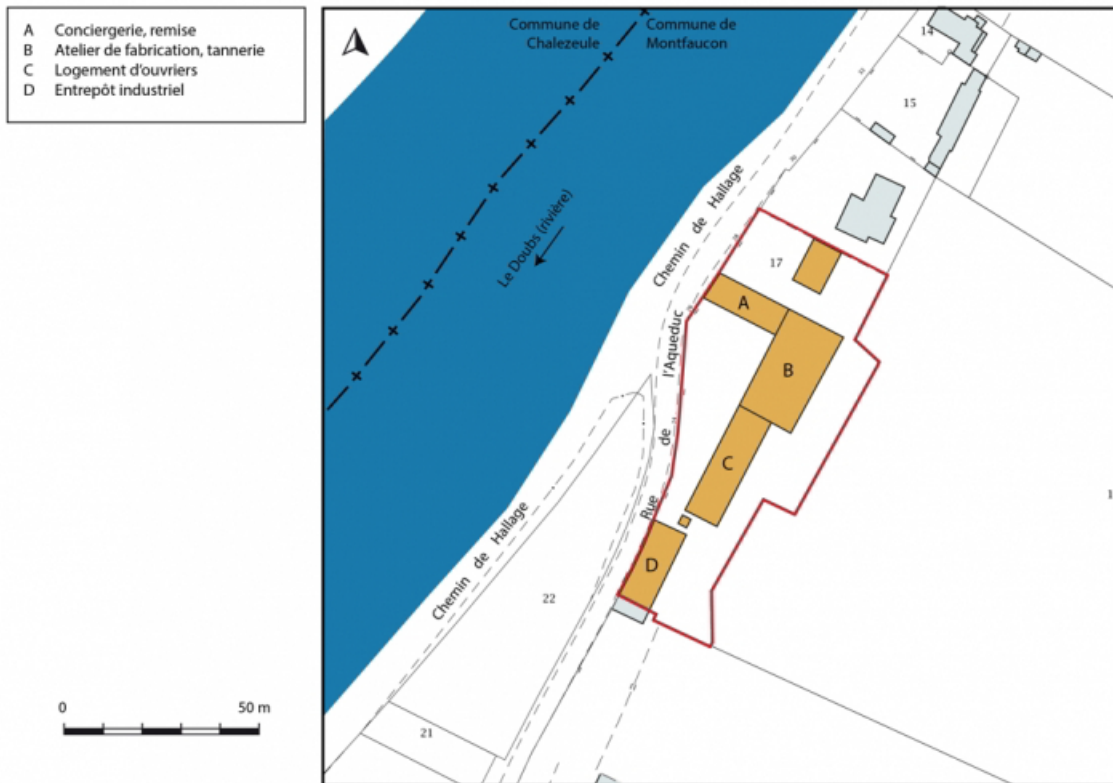 A Conciergerie, remise
B Atelier de fabrication, tannerie
C Logement d'ouvriers
D Entrepôt industriel
0 50 m
Commune de Chalezeule
Commune de Montfaucon
14
15
Chemin de Hallage
Le Doubs (rivière)
17
A
B
Rue de l'Aqueduc
C
D
Chemin de Hallage
22
21
1